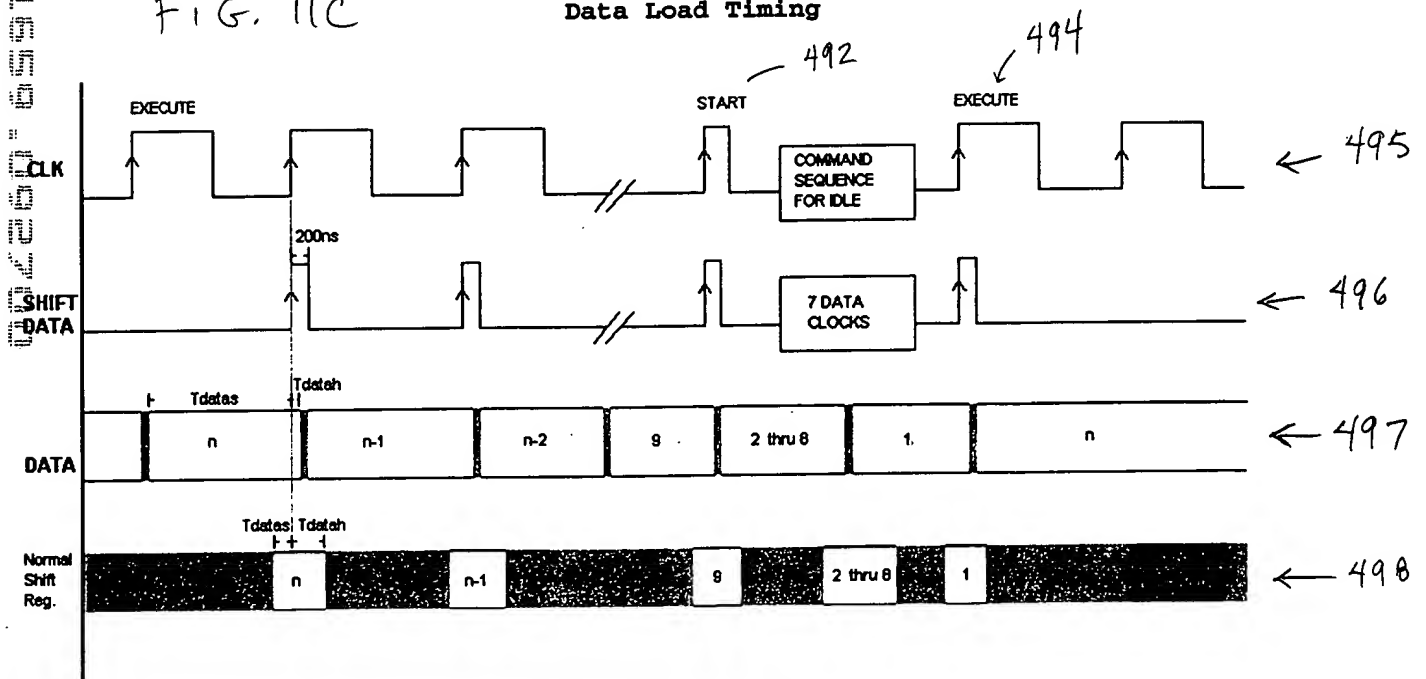 FIG. 11C
Data Load Timing
492
494
EXECUTE
START
EXECUTE
CLK
COMMAND
SEQUENCE
FOR IDLE
495
200ns
SHIFT
DATA
7 DATA
CLOCKS
496
Tdatas
Tdatah
DATA
n
n-1
n-2
9
2 thru 8
1
n
497
Tdatas
Tdatah
Normal
Shift
Reg.
n
n-1
9
2 thru 8
1
498